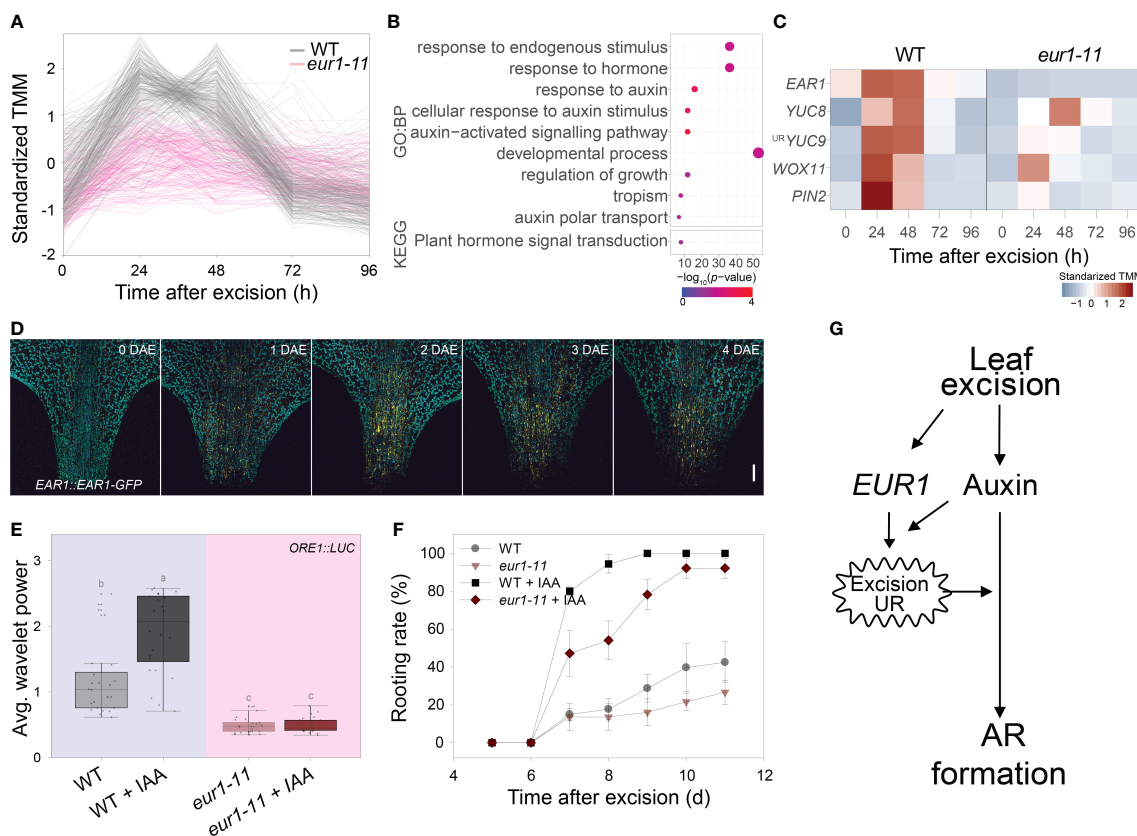 A
Standardized TMM
2
1
0
-1
-2
0
24
48
72
96
Time after excision (h)
WT
eur1-11
B
GO:BP
response to endogenous stimulus
response to hormone
response to auxin
cellular response to auxin stimulus
auxin−activated signalling pathway
developmental process
regulation of growth
tropism
auxin polar transport
KEGG
Plant hormone signal transduction
10 20 30 40 50
−log10(p−value)
0
4
C
WT
eur1-11
EAR1
YUC8
URYUC9
WOX11
PIN2
0 24 48 72 96 0 24 48 72 96
Time after excision (h)
Standarized TM
−1 0 1 2
D
0 DAE
1 DAE
2 DAE
3 DAE
4 DAE
EAR1::EAR1-GFP
E
ORE1::LUC
Avg. wavelet power
3
2
1
0
b
a
c
c
WT
WT + IAA
eur1-11
eur1-11 + IAA
F
WT
eur1-11
WT + IAA
eur1-11 + IAA
Rooting rate (%)
100
80
60
40
20
0
4
6
8
10
12
Time after excision (d)
G
Leaf
excision
EUR1
Auxin
Excision
UR
AR
formation